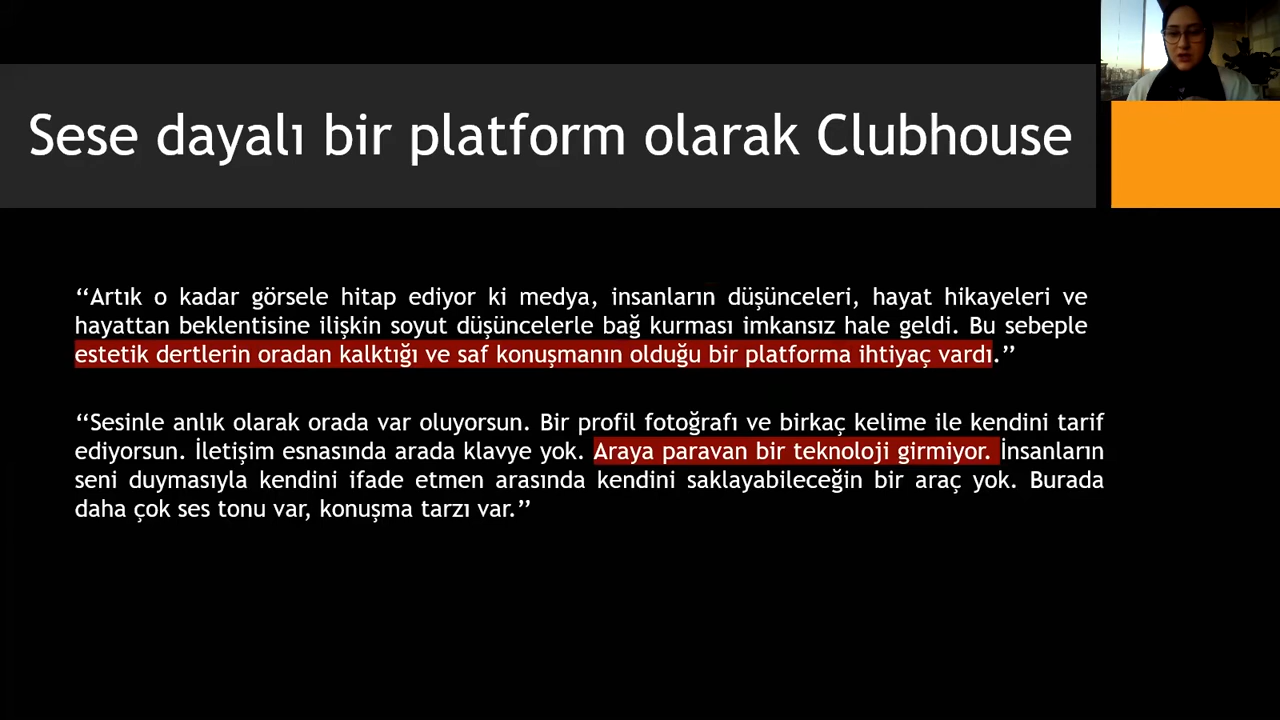 Sese dayalı bir platform olarak Clubhouse
‘‘Artık o kadar görsele hitap ediyor ki medya, insanların düşünceleri, hayat hikayeleri ve
hayattan beklentisine ilişkin soyut düşüncelerle bağ kurması imkansız hale geldi. Bu sebeple
estetik dertlerin oradan kalktığı ve saf konuşmanın olduğu bir platforma ihtiyaç vardı.’’
‘‘Sesinle anlık olarak orada var oluyorsun. Bir profil fotoğrafı ve birkaç kelime ile kendini tarif
ediyorsun. İletişim esnasında arada klavye yok. Araya paravan bir teknoloji girmiyor. İnsanların
seni duymasıyla kendini ifade etmen arasında kendini saklayabileceğin bir araç yok. Burada
daha çok ses tonu var, konuşma tarzı var.’’